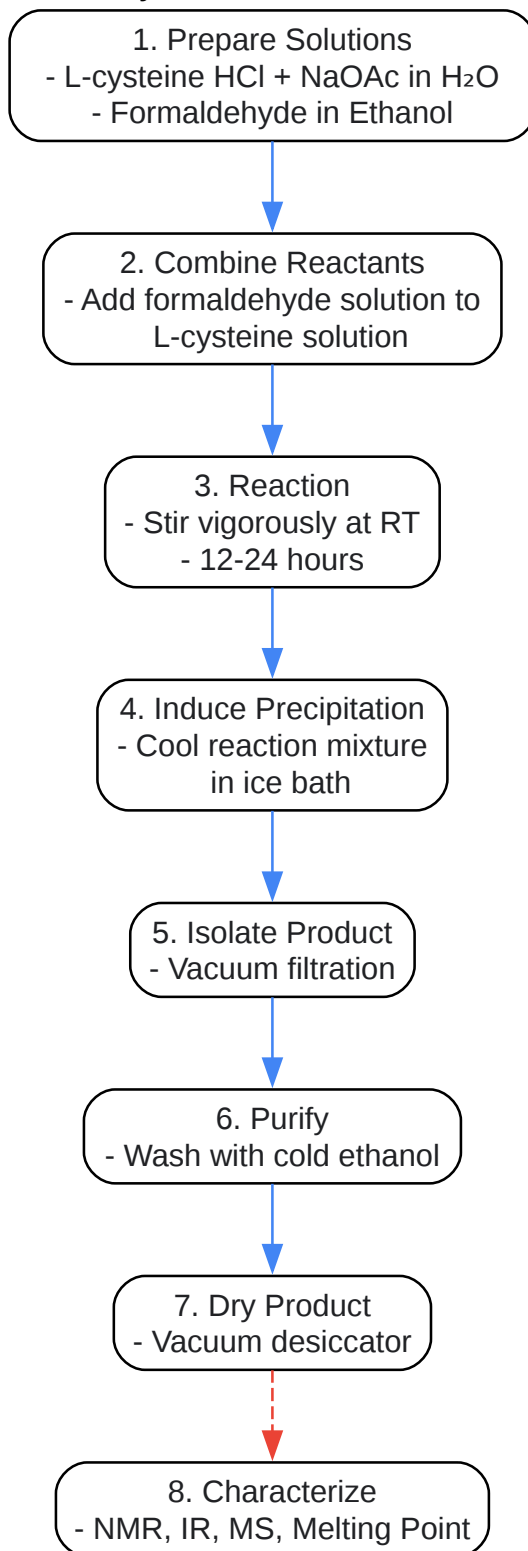 1. Prepare Solutions
- L-cysteine HCl + NaOAc in H₂O
- Formaldehyde in Ethanol
2. Combine Reactants
- Add formaldehyde solution to
L-cysteine solution
3. Reaction
- Stir vigorously at RT
- 12-24 hours
4. Induce Precipitation
- Cool reaction mixture
in ice bath
5. Isolate Product
- Vacuum filtration
6. Purify
- Wash with cold ethanol
7. Dry Product
- Vacuum desiccator
8. Characterize
- NMR, IR, MS, Melting Point